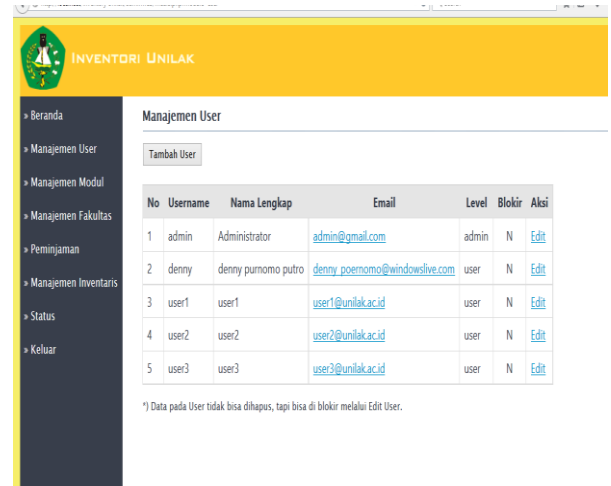 INVENTORI UNILAK
» Beranda
» Manajemen User
» Manajemen Modul
» Manajemen Fakultas
» Peminjaman
» Manajemen Inventaris
» Status
» Keluar
Manajemen User
Tambah User
No Username Nama Lengkap Email Level Blokir Aksi
1 admin Administrator admin@gmail.com admin N Edit
2 denny denny purnomo putro denny_poernomo@windowslive.com user N Edit
3 user1 user1 user1@unilak.ac.id user N Edit
4 user2 user2 user2@unilak.ac.id user N Edit
5 user3 user3 user3@unilak.ac.id user N Edit
*) Data pada User tidak bisa dihapus, tapi bisa di blokir melalui Edit User.